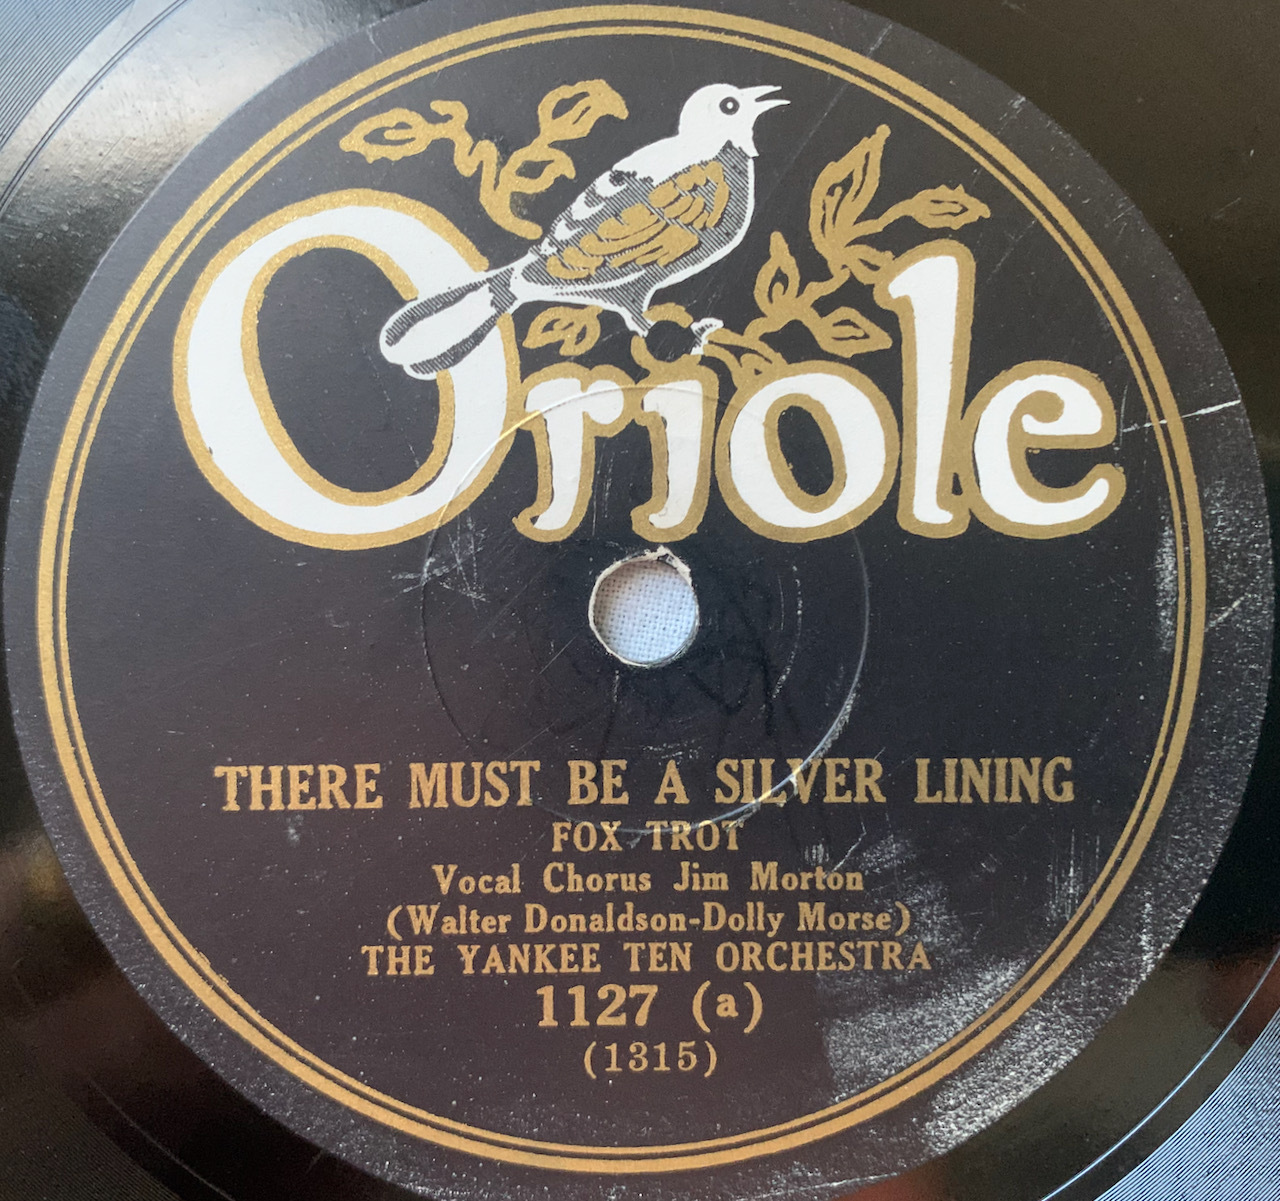 Oriole
THERE MUST BE A SILVER LINING
FOX TROT
Vocal Chorus Jim Morton
(Walter Donaldson-Dolly Morse)
THE YANKEE TEN ORCHESTRA
1127 (a)
(1315)